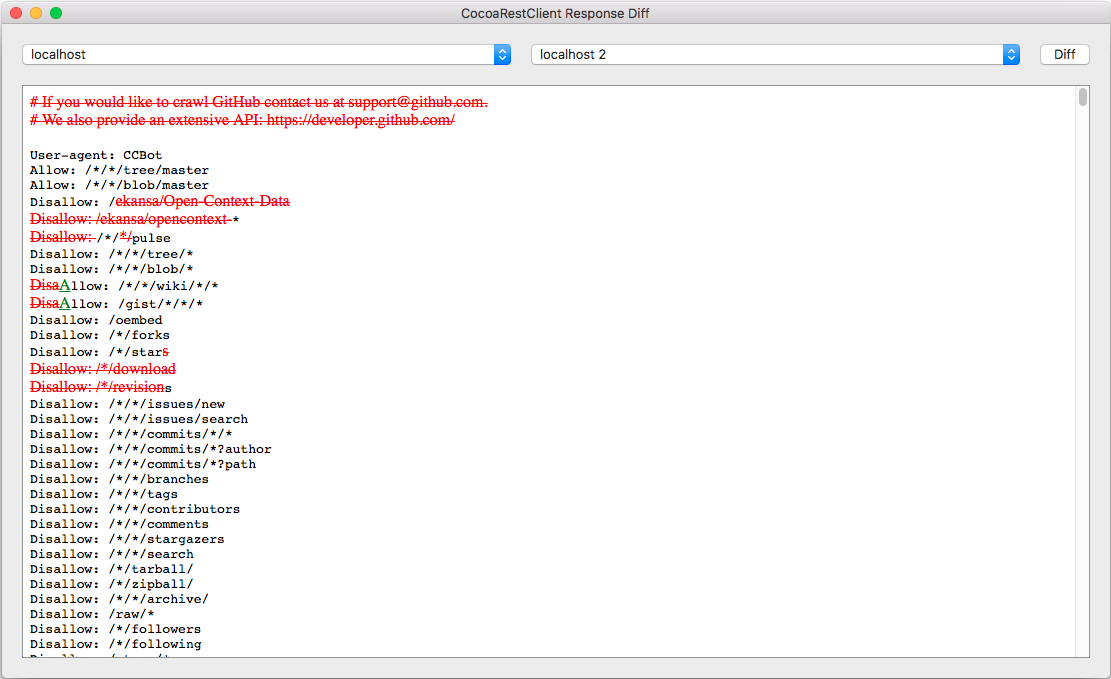 CocoaRestClient Response Diff
localhost
localhost 2
Diff
# If you would like to crawl GitHub contact us at support@github.com.
# We also provide an extensive API: https://developer.github.com/
User-agent: CCBot
Allow: /*/*/tree/master
Allow: /*/*/blob/master
Disallow: /ekansa/Open-Context-Data
Disallow: /ekansa/opencontext-*
Disallow: /*/*/pulse
Disallow: /*/*/tree/*
Disallow: /*/*/blob/*
DisaAllow: /*/*/wiki/*/*
DisaAllow: /gist/*/*/*
Disallow: /oembed
Disallow: /*/forks
Disallow: /*/stars
Disallow: /*/download
Disallow: /*/revisions
Disallow: /*/*/issues/new
Disallow: /*/*/issues/search
Disallow: /*/*/commits/*/*
Disallow: /*/*/commits/*?author
Disallow: /*/*/commits/*?path
Disallow: /*/*/branches
Disallow: /*/*/tags
Disallow: /*/*/contributors
Disallow: /*/*/comments
Disallow: /*/*/stargazers
Disallow: /*/*/search
Disallow: /*/tarball/
Disallow: /*/zipball/
Disallow: /*/*/archive/
Disallow: /raw/*
Disallow: /*/followers
Disallow: /*/following